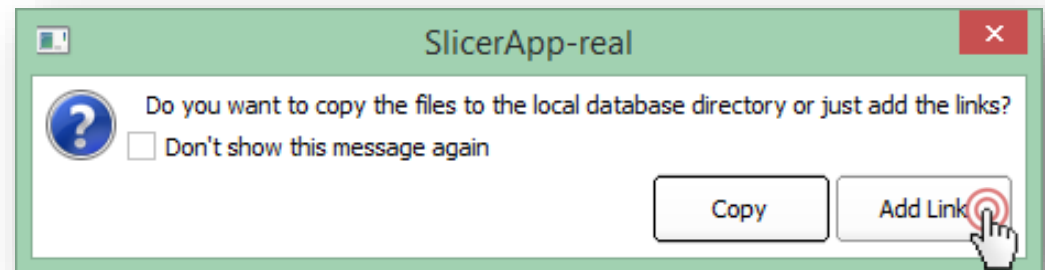 SlicerApp-real
Do you want to copy the files to the local database directory or just add the links?
Don't show this message again
Copy
Add Link